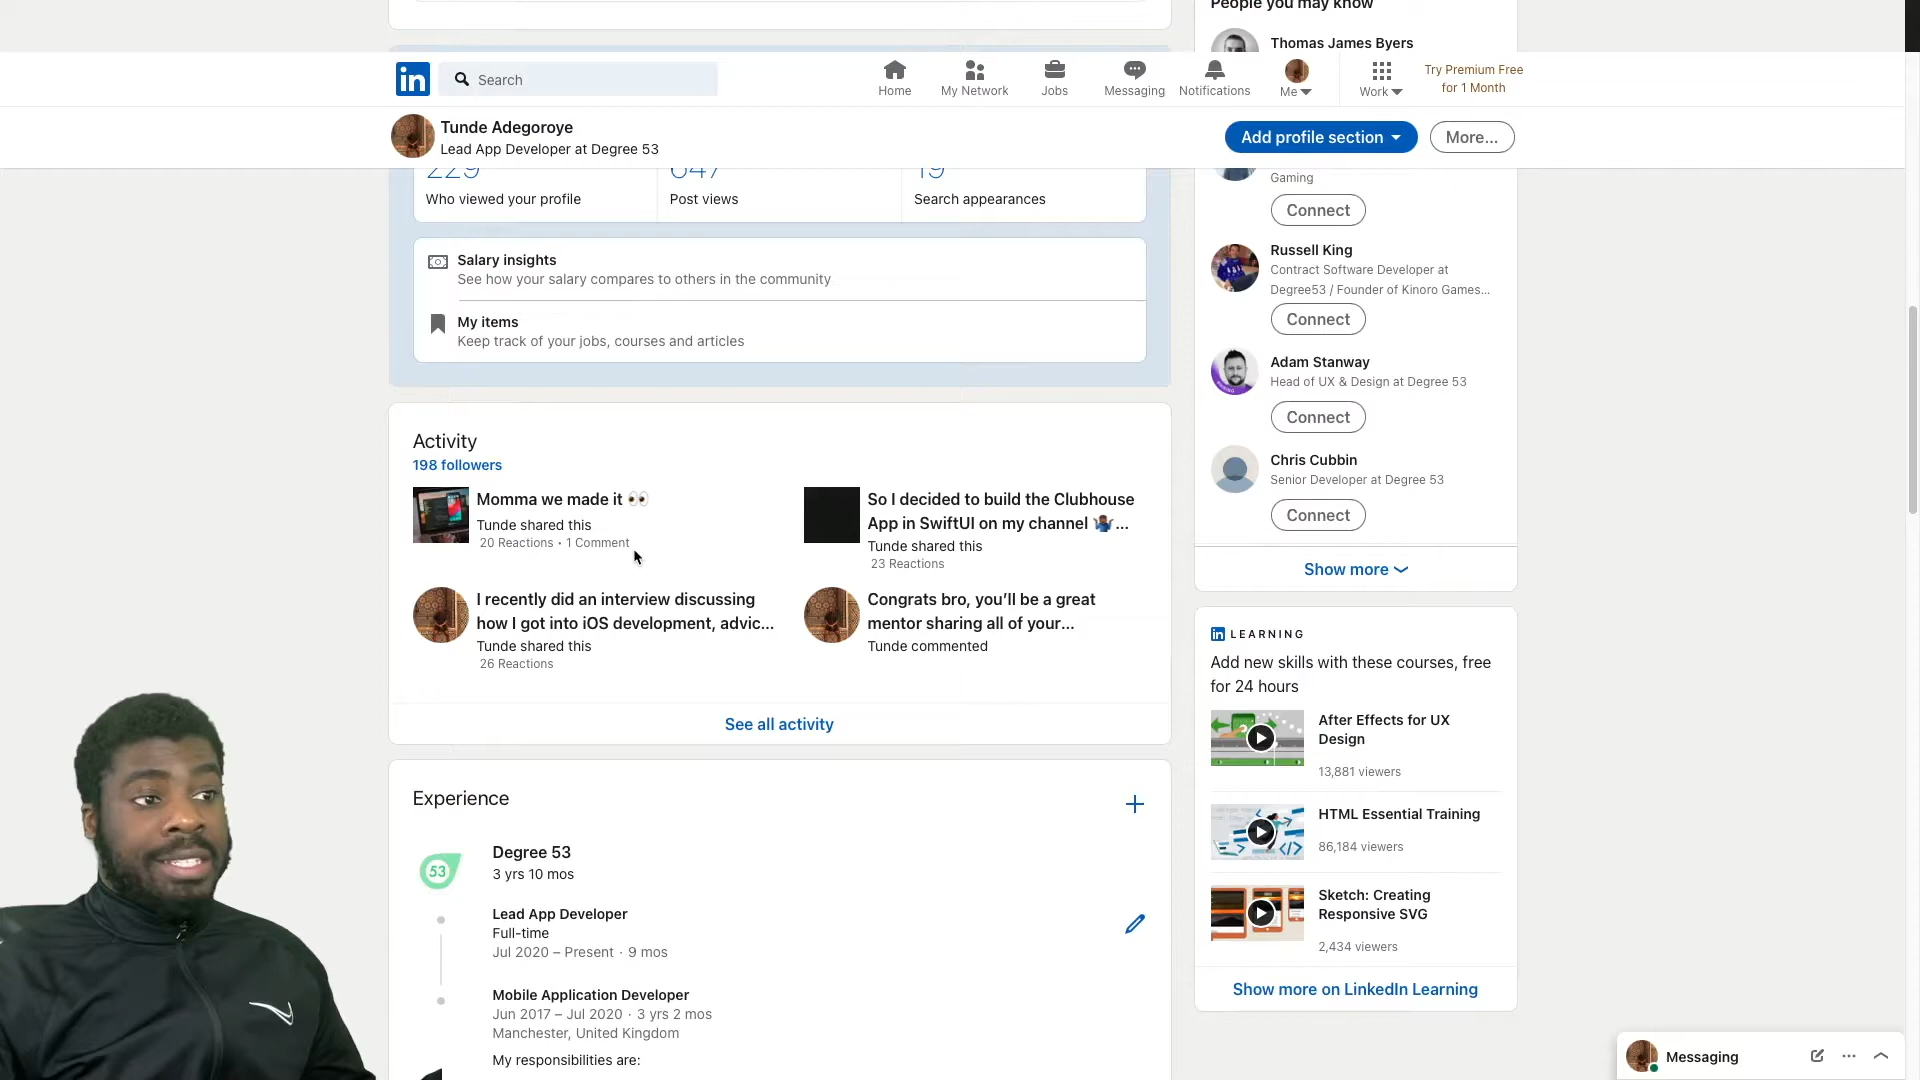 People you may know
Thomas James Byers
in
Search
Home
My Network
Jobs
Messaging
Notifications
Me
Work
Try Premium Free
for 1 Month
Tunde Adegoroye
Lead App Developer at Degree 53
Add profile section
More...
229
647
19
Who viewed your profile
Post views
Search appearances
Salary insights
See how your salary compares to others in the community
My items
Keep track of your jobs, courses and articles
Activity
198 followers
Momma we made it 👀
Tunde shared this
20 Reactions • 1 Comment
So I decided to build the Clubhouse
App in SwiftUI on my channel 🤷🏾‍♂️...
Tunde shared this
23 Reactions
I recently did an interview discussing
how I got into iOS development, advic...
Tunde shared this
26 Reactions
Congrats bro, you’ll be a great
mentor sharing all of your...
Tunde commented
See all activity
Experience
53
Degree 53
3 yrs 10 mos
Lead App Developer
Full-time
Jul 2020 – Present · 9 mos
Mobile Application Developer
Jun 2017 – Jul 2020 · 3 yrs 2 mos
Manchester, United Kingdom
My responsibilities are:
Gaming
Connect
Russell King
Contract Software Developer at
Degree53 / Founder of Kinoro Games...
Connect
Adam Stanway
Head of UX & Design at Degree 53
Connect
Chris Cubbin
Senior Developer at Degree 53
Connect
Show more
in LEARNING
Add new skills with these courses, free
for 24 hours
After Effects for UX
Design
13,881 viewers
HTML Essential Training
86,184 viewers
Sketch: Creating
Responsive SVG
2,434 viewers
Show more on LinkedIn Learning
Messaging